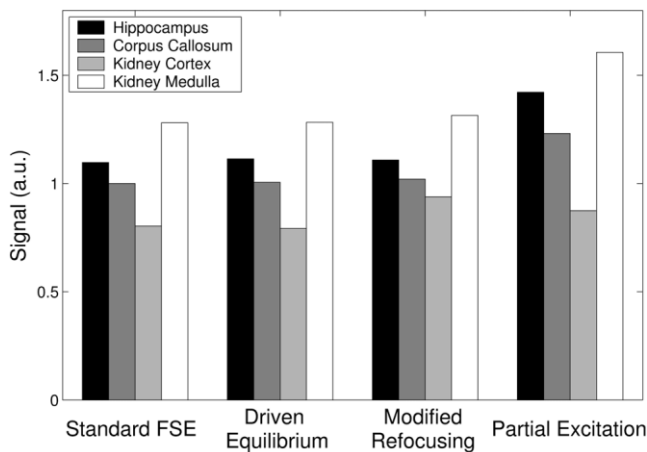 Hippocampus
Corpus Callosum
Kidney Cortex
Kidney Medulla
Signal (a.u.)
1.5
1
0.5
0
Standard FSE
Driven
Equilibrium
Modified
Refocusing
Partial Excitation